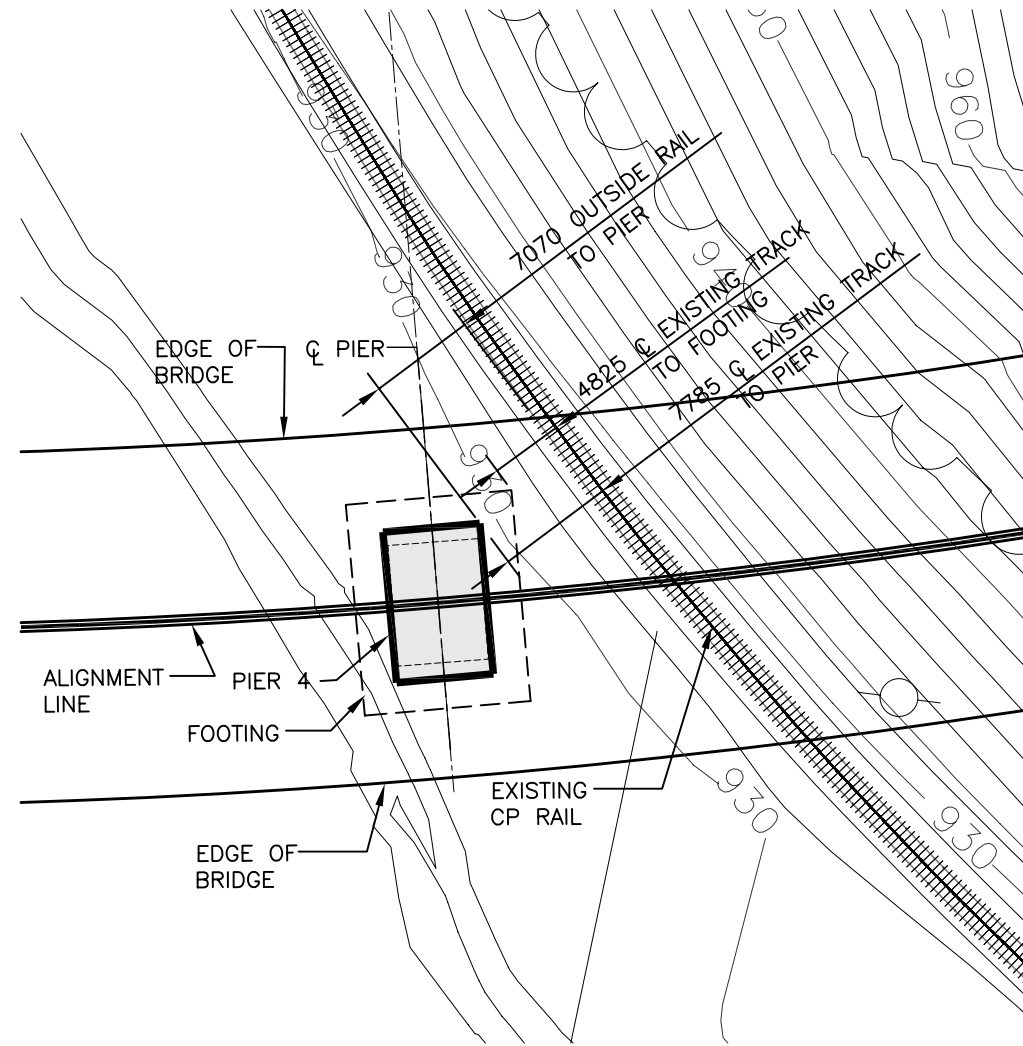 960
930
7070 OUTSIDE RAIL
TO PIER
930
940
4825 ℄ EXISTING TRACK
TO FOOTING
7785 ℄ EXISTING TRACK
TO PIER
EDGE OF
BRIDGE
℄ PIER
930
ALIGNMENT
LINE
PIER 4
FOOTING
EXISTING
CP RAIL
930
930
EDGE OF
BRIDGE